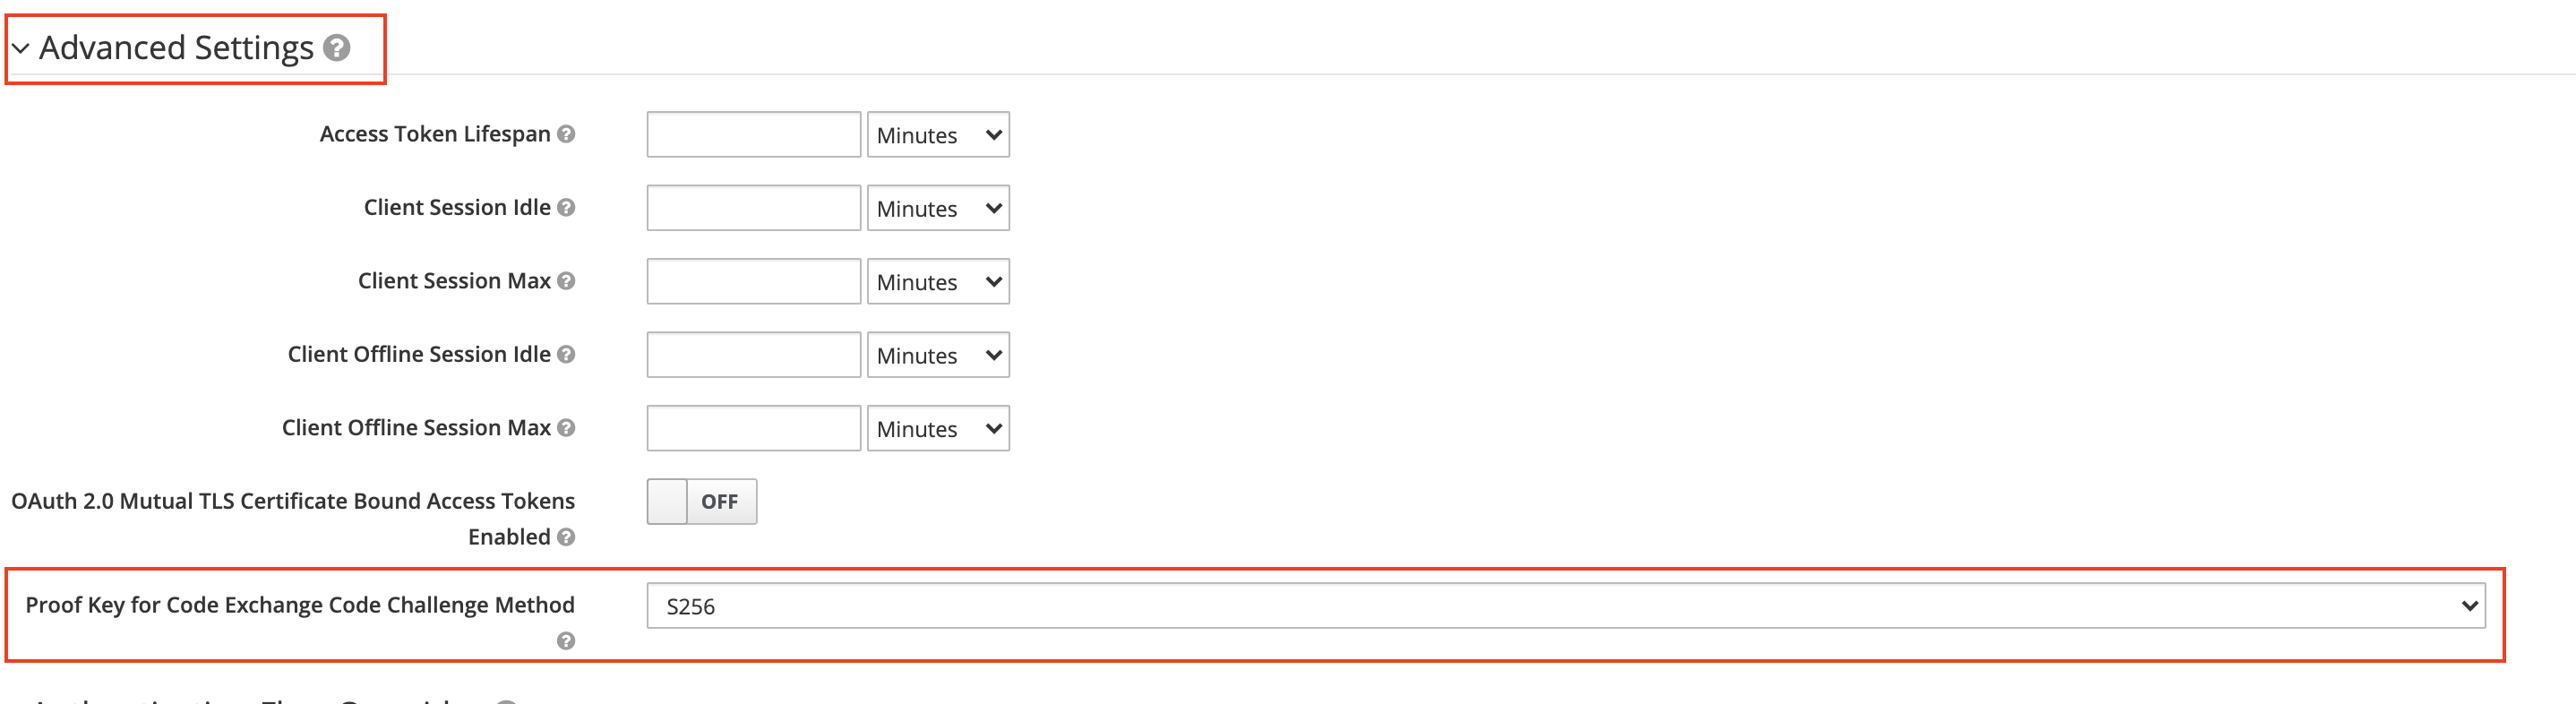 Advanced Settings
Access Token Lifespan
Minutes
Client Session Idle
Minutes
Client Session Max
Minutes
Client Offline Session Idle
Minutes
Client Offline Session Max
Minutes
OAuth 2.0 Mutual TLS Certificate Bound Access Tokens
Enabled
OFF
Proof Key for Code Exchange Code Challenge Method
S256